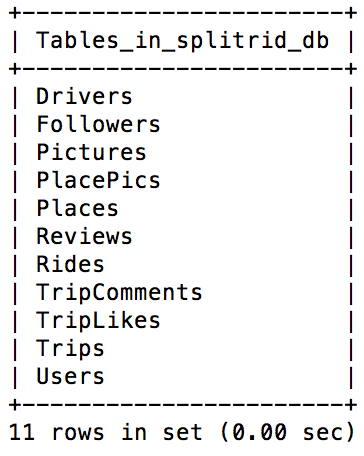 +-----------------------+
| Tables_in_splitrid_db |
+-----------------------+
| Drivers               |
| Followers             |
| Pictures              |
| PlacePics             |
| Places                |
| Reviews               |
| Rides                 |
| TripComments          |
| TripLikes             |
| Trips                 |
| Users                 |
+-----------------------+
11 rows in set (0.00 sec)